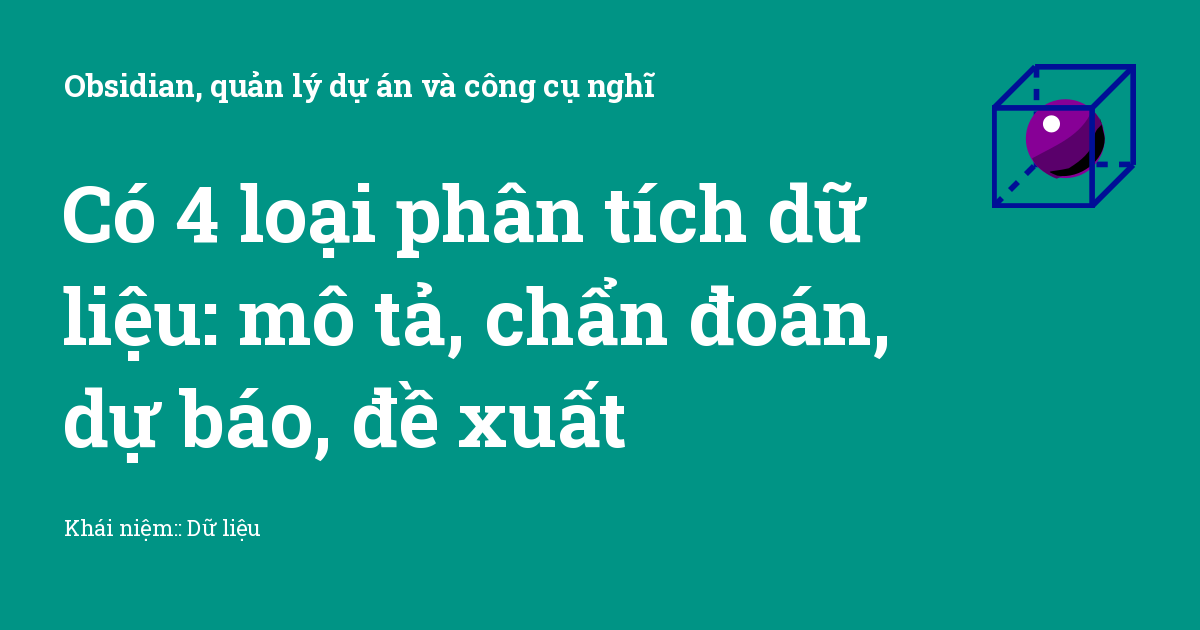 Obsidian, quản lý dự án và công cụ nghĩ
Có 4 loại phân tích dữ
liệu: mô tả, chẩn đoán,
dự báo, đề xuất
Khái niệm:: Dữ liệu